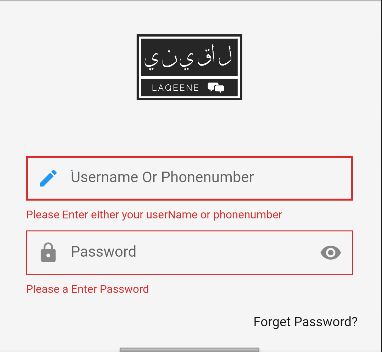 ل ا ق ي ن ي
LAQEENE
Username Or Phonenumber
Please Enter either your userName or phonenumber
Password
Please a Enter Password
Forget Password?